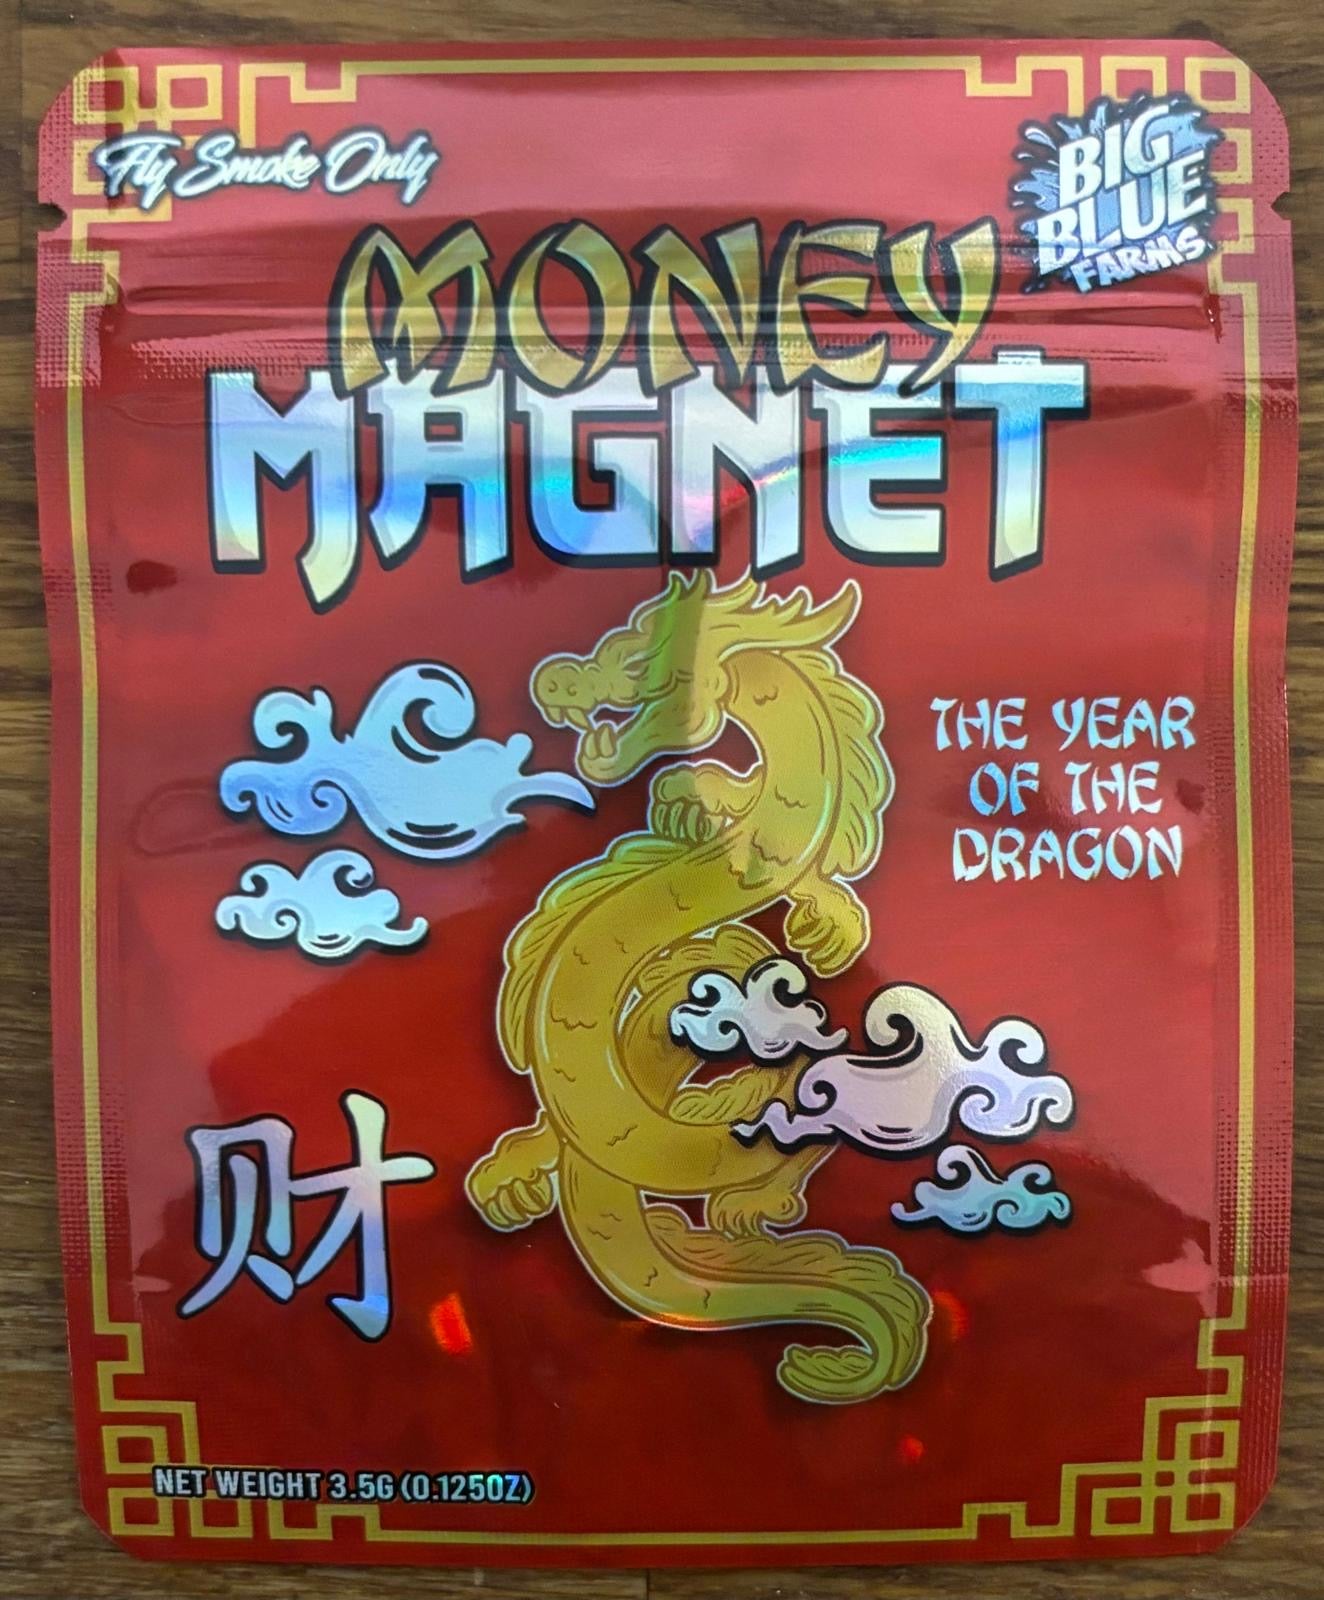 Fly Smoke Only
BIG
BLUE
FARMS
MONEY
MAGNET
THE YEAR
OF THE
DRAGON
财
NET WEIGHT 3.5G (0.125OZ)